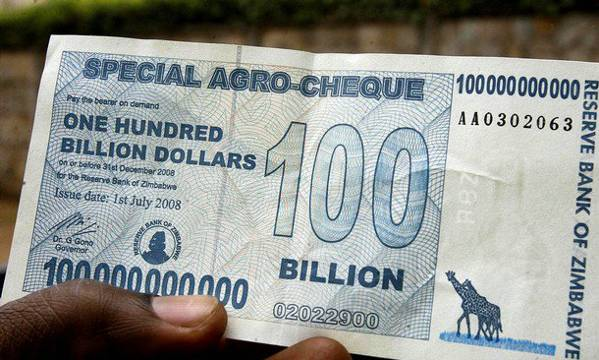 SPECIAL AGRO-CHEQUE
100000000000
AA0302063
Pay the bearer on demand
ONE HUNDRED
BILLION DOLLARS
on or before 31st December 2008
for the Reserve Bank of Zimbabwe
Issue date: 1st July 2008
100
RBZ
Dr. G Gono
Governor
RESERVE BANK OF ZIMBABWE
BILLION
100000000000
02022900
RESERVE BANK OF ZIMBABWE